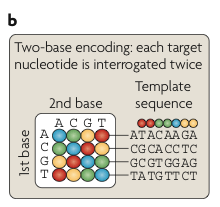 b
Two-base encoding: each target
nucleotide is interrogated twice
Template
2nd base sequence
A C G T
1st base
A ATACAAGA
C CGCACCTC
G GCGTGGAG
T TATGTTCT